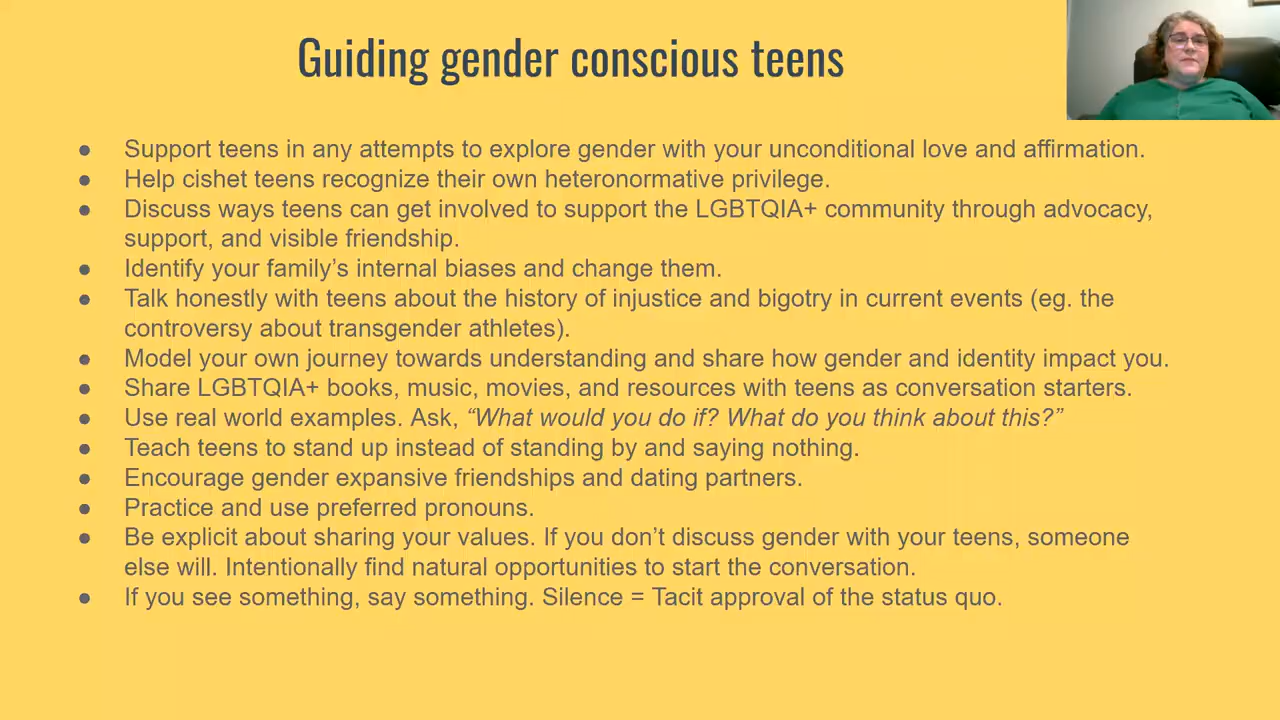 Guiding gender conscious teens
● Support teens in any attempts to explore gender with your unconditional love and affirmation.
● Help cishet teens recognize their own heteronormative privilege.
● Discuss ways teens can get involved to support the LGBTQIA+ community through advocacy,
support, and visible friendship.
● Identify your family’s internal biases and change them.
● Talk honestly with teens about the history of injustice and bigotry in current events (eg. the
controversy about transgender athletes).
● Model your own journey towards understanding and share how gender and identity impact you.
● Share LGBTQIA+ books, music, movies, and resources with teens as conversation starters.
● Use real world examples. Ask, “What would you do if? What do you think about this?”
● Teach teens to stand up instead of standing by and saying nothing.
● Encourage gender expansive friendships and dating partners.
● Practice and use preferred pronouns.
● Be explicit about sharing your values. If you don’t discuss gender with your teens, someone
else will. Intentionally find natural opportunities to start the conversation.
● If you see something, say something. Silence = Tacit approval of the status quo.